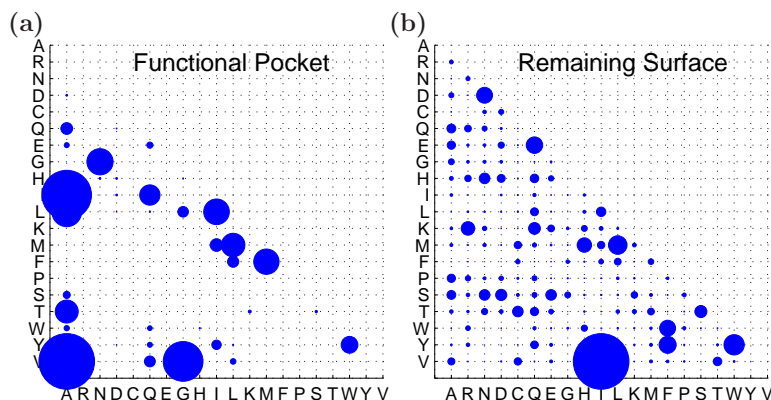 (a)
Functional Pocket
A
R
N
D
C
Q
E
G
H
L
K
M
F
P
S
T
W
Y
V
A R N D C Q E G H I L K M F P S T W Y V
(b)
Remaining Surface
A
R
N
D
C
Q
E
G
H
I
L
K
M
F
P
S
T
W
Y
V
A R N D C Q E G H I L K M F P S T W Y V